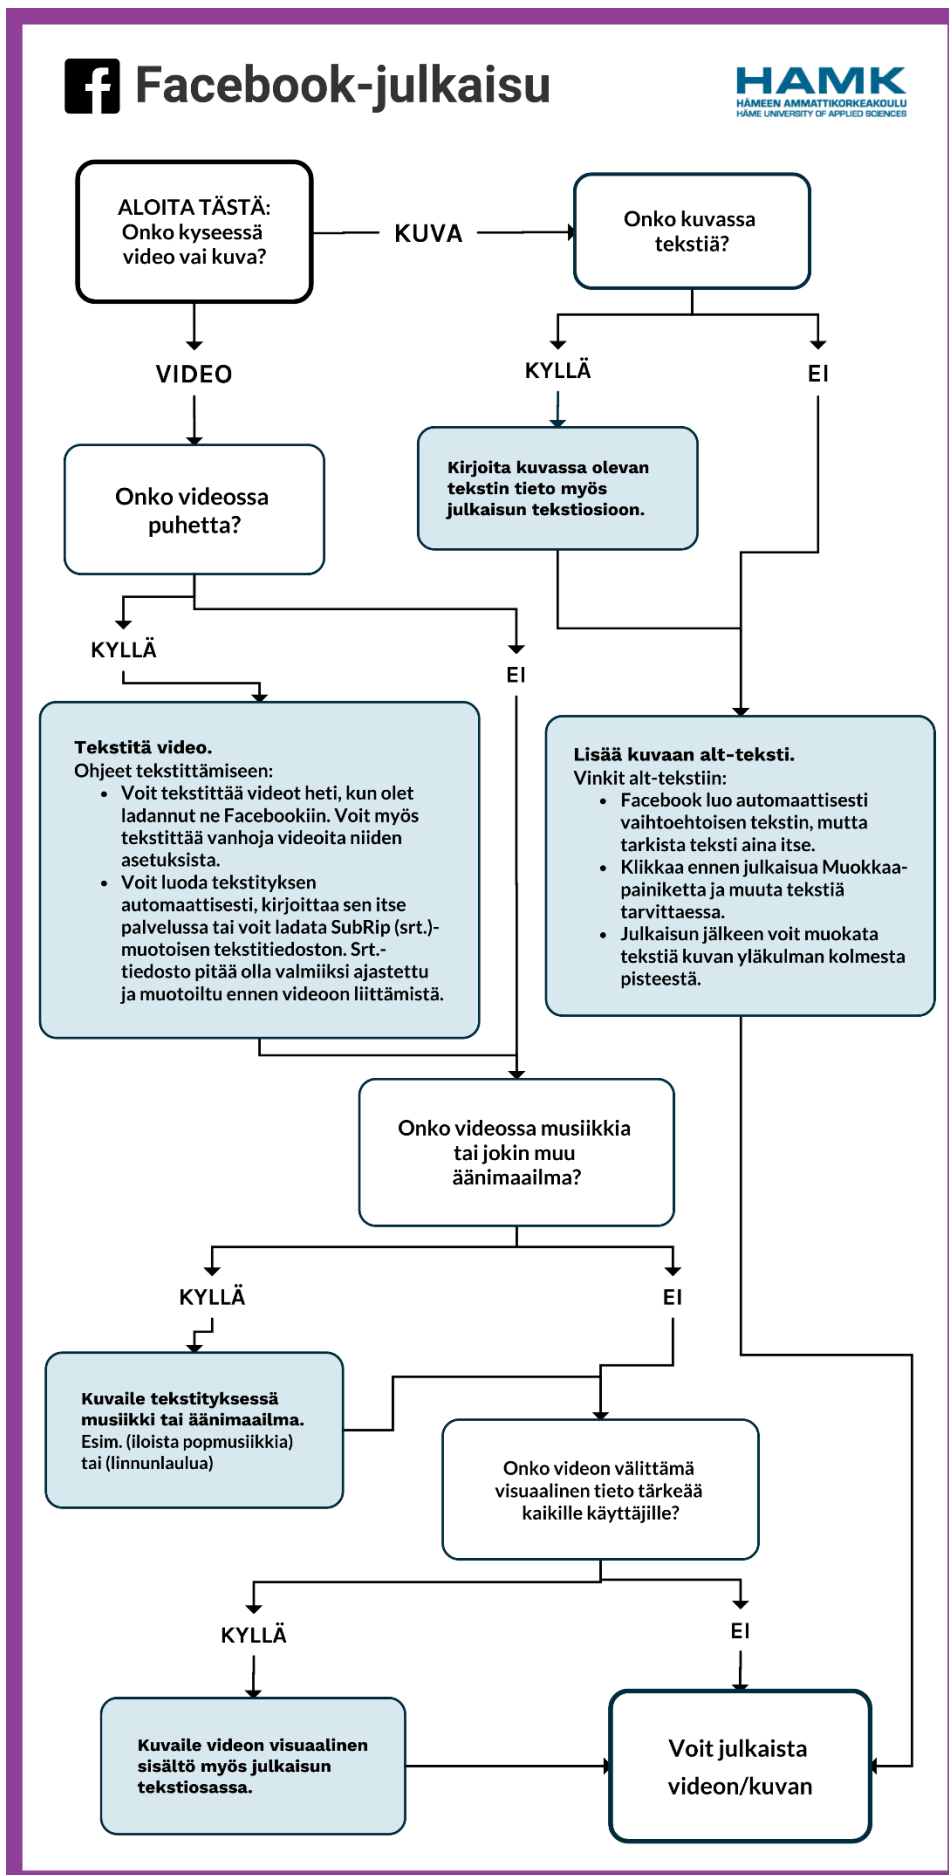 Facebook-julkaisu
HAMK
HÄMEEN AMMATTIKORKEAKOULU
HÄME UNIVERSITY OF APPLIED SCIENCES
ALOITA TÄSTÄ:
Onko kyseessä
video vai kuva?
KUVA
Onko kuvassa
tekstiä?
VIDEO
KYLLÄ
EI
Kirjoita kuvassa olevan
tekstin tieto myös
julkaisun tekstiosioon.
Onko videossa
puhetta?
KYLLÄ
EI
Tekstitä video.
Ohjeet tekstittämiseen:
• Voit tekstittää videot heti, kun olet
ladannut ne Facebookiin. Voit myös
tekstittää vanhoja videoita niiden
asetuksista.
• Voit luoda tekstityksen
automaattisesti, kirjoittaa sen itse
palvelussa tai voit ladata SubRip (srt.)-
muotoisen tekstitiedoston. Srt.-
tiedosto pitää olla valmiiksi ajastettu
ja muotoiltu ennen videoon liittämistä.
Lisää kuvaan alt-teksti.
Vinkit alt-tekstiin:
• Facebook luo automaattisesti
vaihtoehtoisen tekstin, mutta
tarkista teksti aina itse.
• Klikkaa ennen julkaisua Muokkaa-
painiketta ja muuta tekstiä
tarvittaessa.
• Julkaisun jälkeen voit muokata
tekstiä kuvan yläkulman kolmesta
pisteestä.
Onko videossa musiikkia
tai jokin muu
äänimaailma?
KYLLÄ
EI
Kuvaile tekstityksessä
musiikki tai äänimaailma.
Esim. (iloista popmusiikkia)
tai (linnunlaulua)
Onko videon välittämä
visuaalinen tieto tärkeää
kaikille käyttäjille?
KYLLÄ
EI
Kuvaile videon visuaalinen
sisältö myös julkaisun
tekstiosassa.
Voit julkaista
videon/kuvan